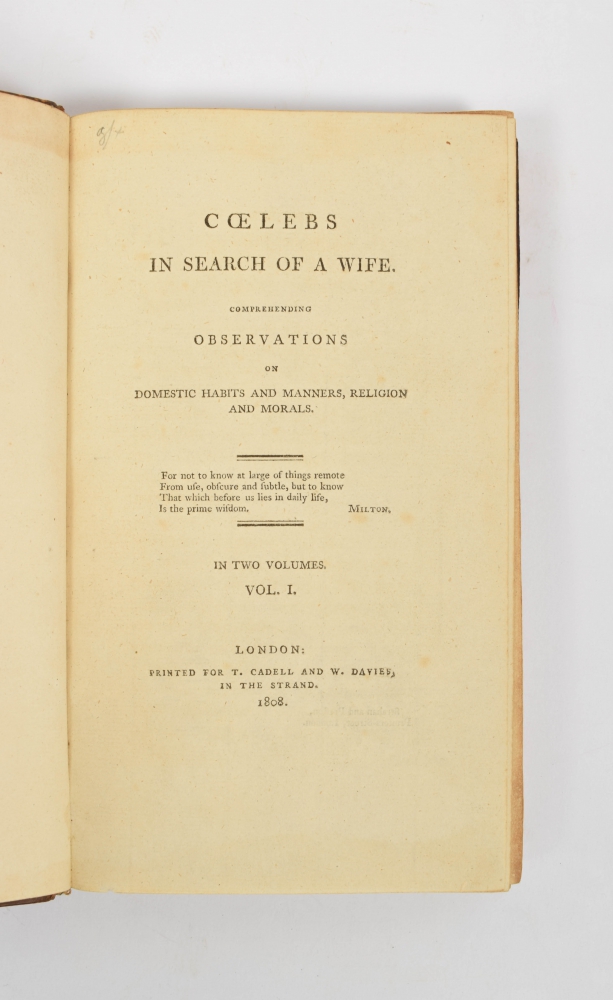 CŒLEBS
IN SEARCH OF A WIFE.
COMPREHENDING
OBSERVATIONS
ON
DOMESTIC HABITS AND MANNERS, RELIGION
AND MORALS.
For not to know at large of things remote
From uſe, obſcure and ſubtle, but to know
That which before us lies in daily life,
Is the prime wiſdom. MILTON.
IN TWO VOLUMES.
VOL. I.
LONDON:
PRINTED FOR T. CADELL AND W. DAVIES,
IN THE STRAND.
1808.